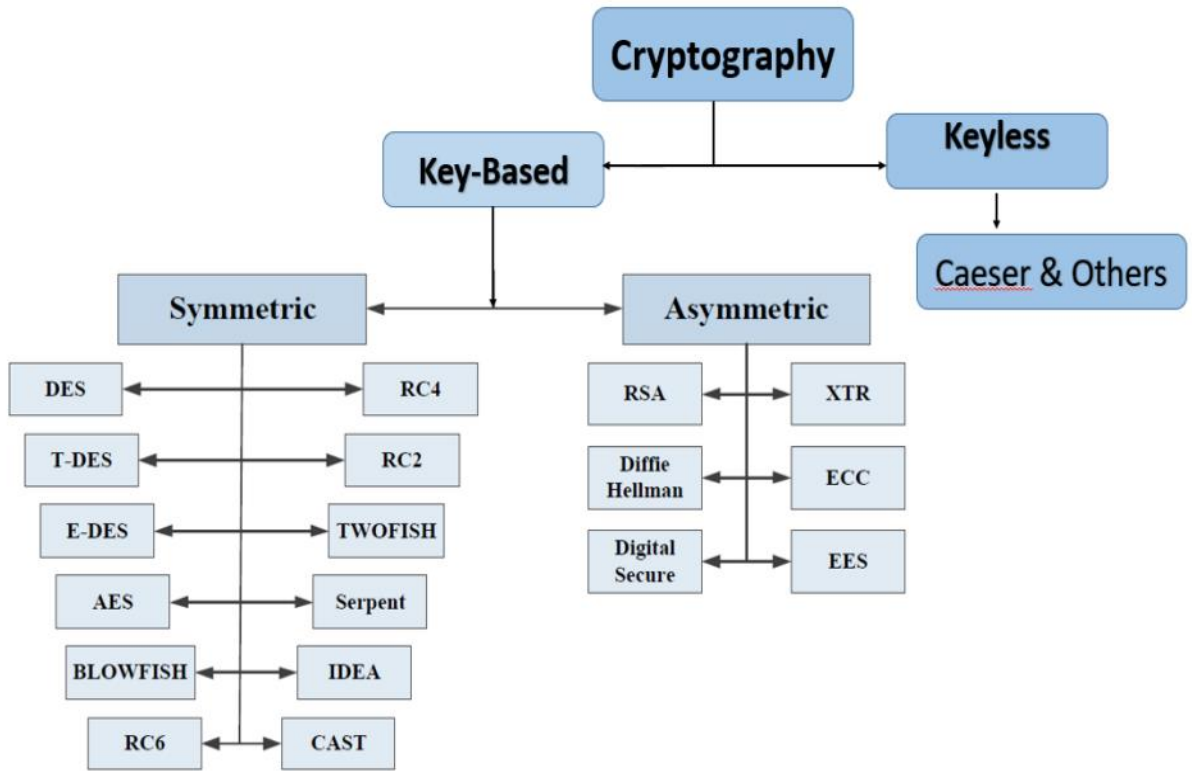 Cryptography
Keyless
Key-Based
Caeser & Others
Symmetric
Asymmetric
DES
RC4
T-DES
RC2
E-DES
TWOFISH
AES
Serpent
BLOWFISH
IDEA
RC6
CAST
RSA
XTR
Diffie
Hellman
ECC
Digital
Secure
EES